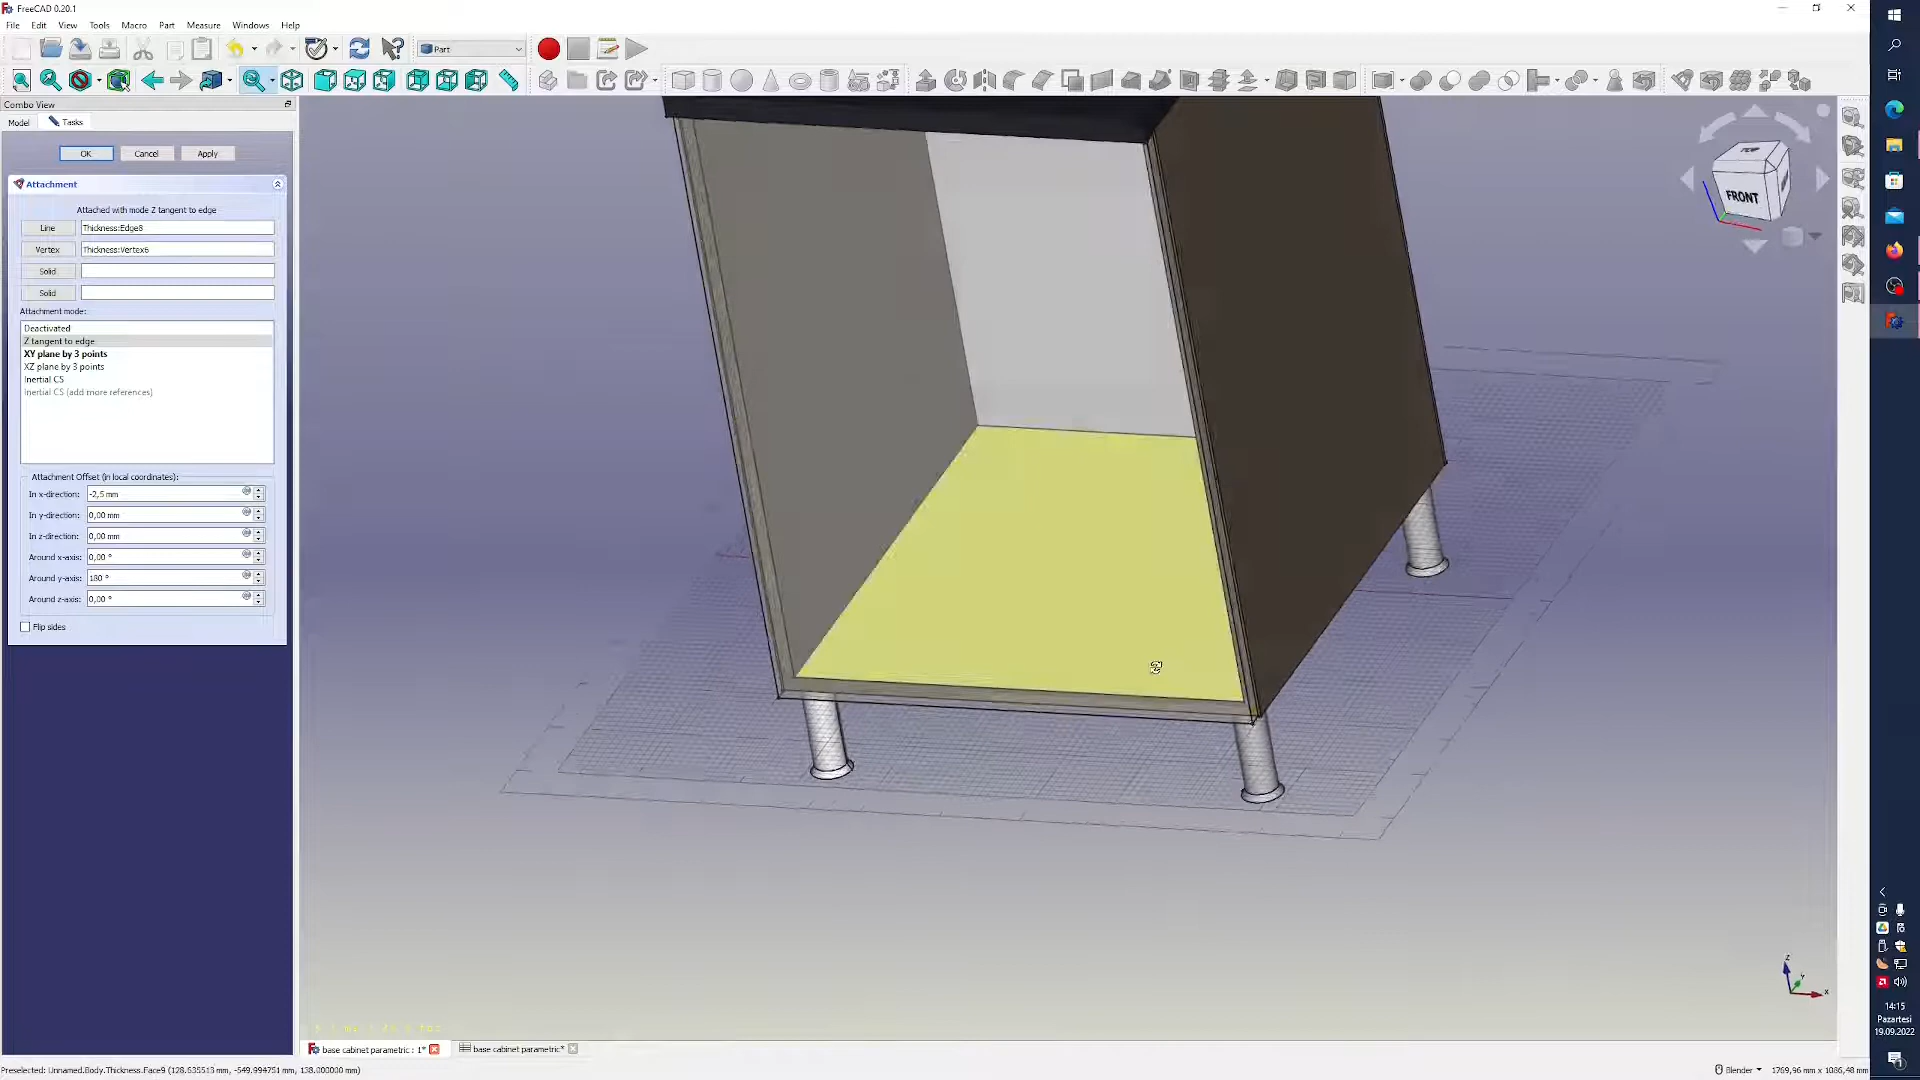 FreeCAD 0.20.1
File Edit View Tools Macro Part Measure Windows Help
Part
Combo View
Model Tasks
OK Cancel Apply
Attachment
Attached with mode Z tangent to edge
Line Thickness:Edge8
Vertex Thickness:Vertex6
Solid
Solid
Attachment mode:
Deactivated
Z tangent to edge
XY plane by 3 points
XZ plane by 3 points
Inertial CS
Inertial CS (add more references)
Attachment Offset (in local coordinates):
In x-direction: -2,5 mm
In y-direction: 0,00 mm
In z-direction: 0,00 mm
Around x-axis: 0,00 °
Around y-axis: 180 °
Around z-axis: 0,00 °
Flip sides
TOP
FRONT
Z
Y
X
base cabinet parametric : 1*
base cabinet parametric*
Preselected: Unnamed.Body.Thickness.Face9 (128.635513 mm, -549.994751 mm, 138.000000 mm)
Blender
1769,96 mm x 1086,48 mm
14:15
Pazartesi
19.09.2022